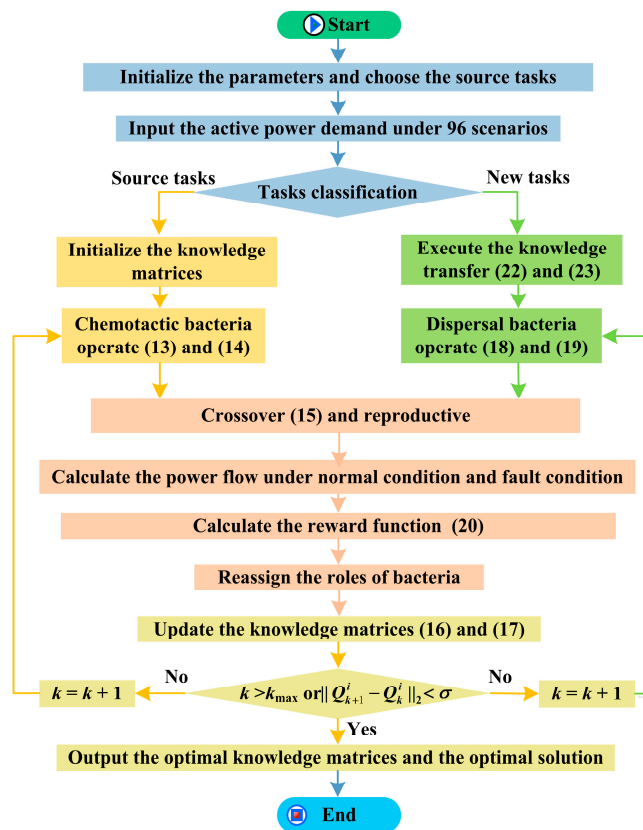 Start
Initialize the parameters and choose the source tasks
Input the active power demand under 96 scenarios
Source tasks
New tasks
Tasks classification
Initialize the knowledge
matrices
Execute the knowledge
transfer (22) and (23)
Chemotactic bacteria
opcratc (13) and (14)
Dispersal bacteria
opcratc (18) and (19)
Crossover (15) and reproductive
Calculate the power flow under normal condition and fault condition
Calculate the reward function (20)
Reassign the roles of bacteria
Update the knowledge matrices (16) and (17)
No
No
k = k + 1
k >k_max or|| Q^i_{k+1} − Q^i_k ||_2 < σ
k = k + 1
Yes
Output the optimal knowledge matrices and the optimal solution
End